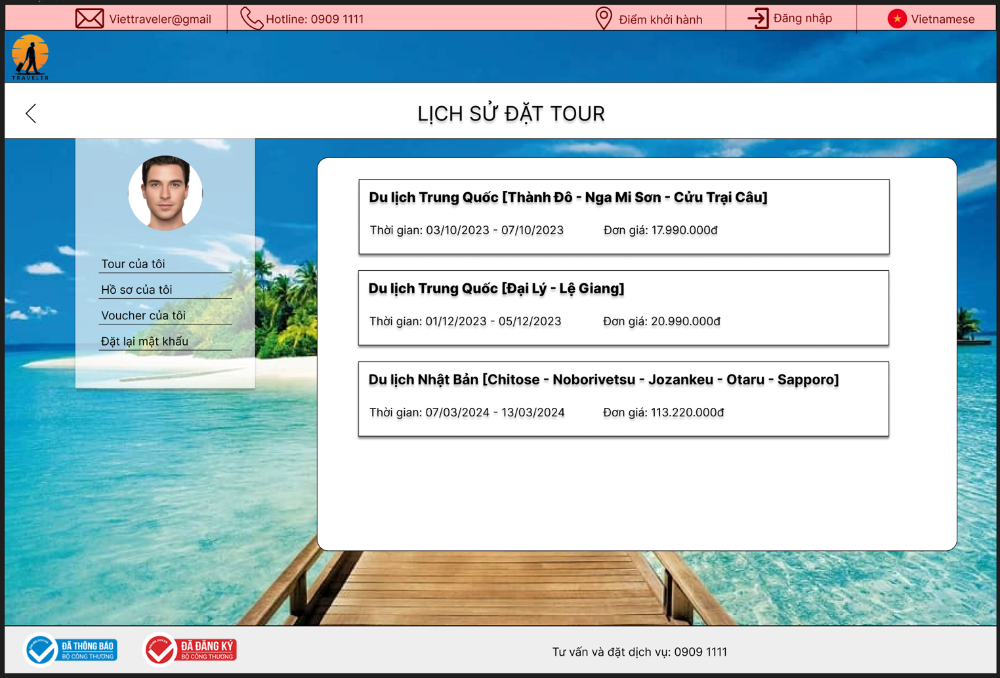 Viettraveler@gmail
Hotline: 0909 1111
Điểm khởi hành
Đăng nhập
Vietnamese
TRAVELER
LỊCH SỬ ĐẶT TOUR
Tour của tôi
Hồ sơ của tôi
Voucher của tôi
Đặt lại mật khẩu
Du lịch Trung Quốc [Thành Đô - Nga Mi Sơn - Cửu Trại Câu]
Thời gian: 03/10/2023 - 07/10/2023
Đơn giá: 17.990.000đ
Du lịch Trung Quốc [Đại Lý - Lệ Giang]
Thời gian: 01/12/2023 - 05/12/2023
Đơn giá: 20.990.000đ
Du lịch Nhật Bản [Chitose - Noborivetsu - Jozankeu - Otaru - Sapporo]
Thời gian: 07/03/2024 - 13/03/2024
Đơn giá: 113.220.000đ
ONLINE.GOV.VN
ĐÃ THÔNG BÁO
BỘ CÔNG THƯƠNG
ONLINE.GOV.VN
ĐÃ ĐĂNG KÝ
BỘ CÔNG THƯƠNG
Tư vấn và đặt dịch vụ: 0909 1111